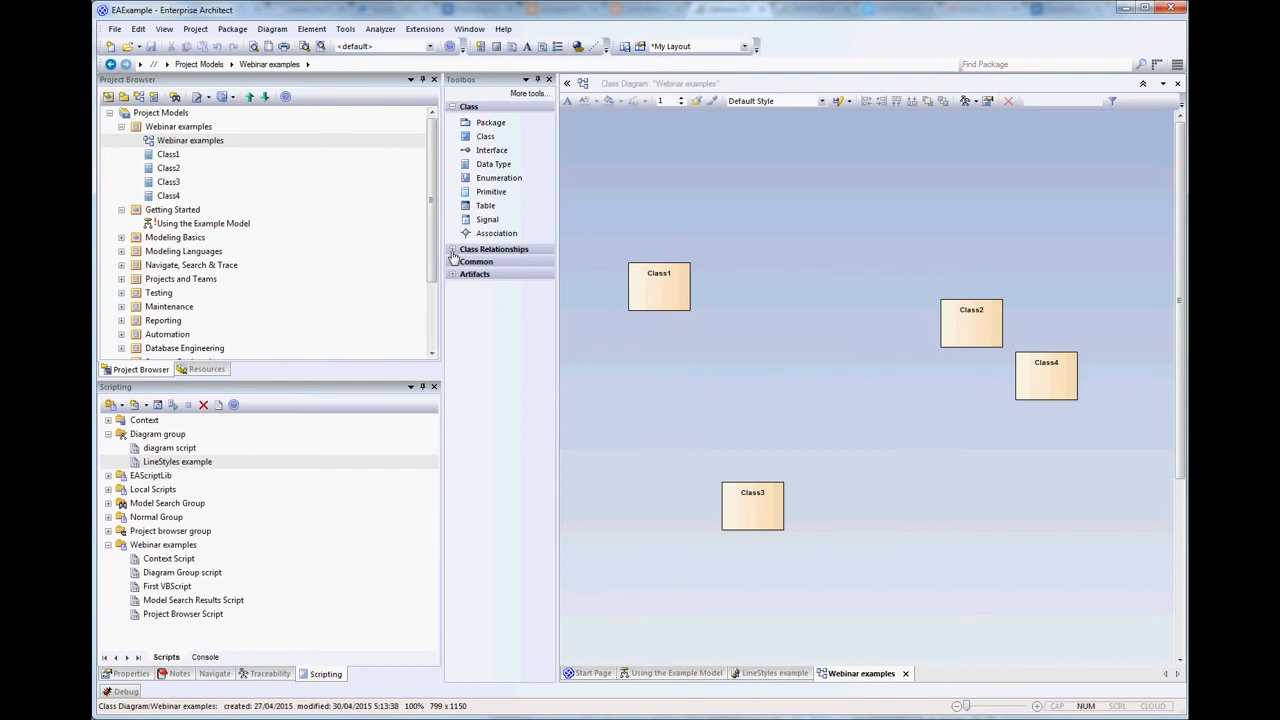 EAExample - Enterprise Architect
File Edit View Project Package Diagram Element Tools Analyzer Extensions Window Help
<default> *My Layout
// Project Models Webinar examples Find Package
Project Browser
Project Models
Webinar examples
Webinar examples
Class1
Class2
Class3
Class4
Getting Started
Using the Example Model
Modeling Basics
Modeling Languages
Navigate, Search & Trace
Projects and Teams
Testing
Maintenance
Reporting
Automation
Database Engineering
Project Browser Resources
Scripting
Context
Diagram group
diagram script
LineStyles example
EAScriptLib
Local Scripts
Model Search Group
Normal Group
Project browser group
Webinar examples
Context Script
Diagram Group script
First VBScript
Model Search Results Script
Project Browser Script
Scripts Console
Properties Notes Navigate Traceability Scripting
Debug
Toolbox
More tools...
Class
Package
Class
Interface
Data Type
Enumeration
Primitive
Table
Signal
Association
Class Relationships
Common
Artifacts
Class Diagram: "Webinar examples"
1 Default Style
Class1
Class2
Class4
Class3
Start Page Using the Example Model LineStyles example Webinar examples
Class Diagram:Webinar examples: created: 27/04/2015 modified: 30/04/2015 5:13:38 100% 799 x 1150 CAP NUM SCRL CLOUD